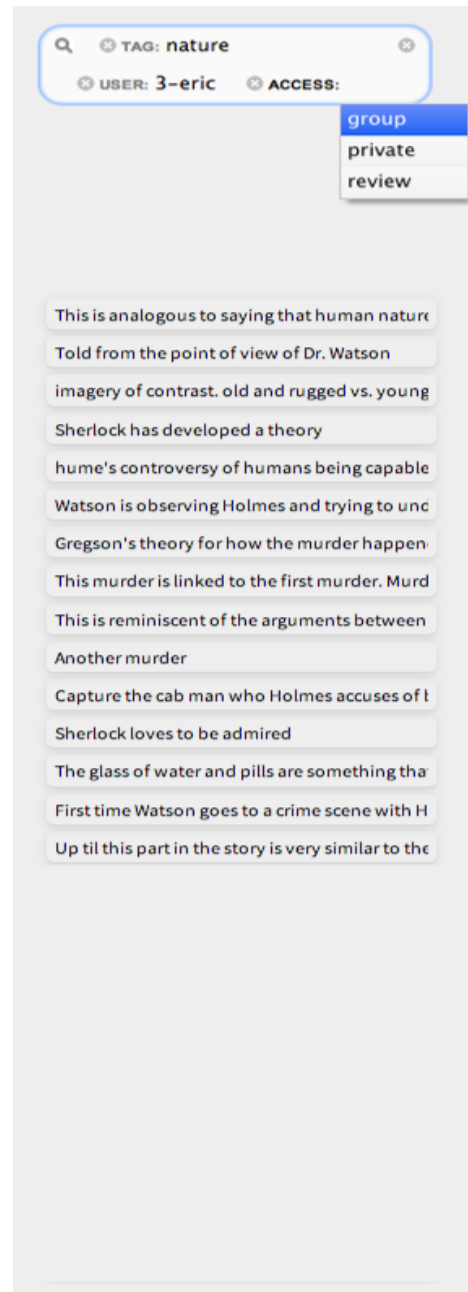 TAG: nature
USER: 3-eric ACCESS:
group
private
review
This is analogous to saying that human nature
Told from the point of view of Dr. Watson
imagery of contrast. old and rugged vs. young
Sherlock has developed a theory
hume's controversy of humans being capable
Watson is observing Holmes and trying to und
Gregson's theory for how the murder happen
This murder is linked to the first murder. Murd
This is reminiscent of the arguments between
Another murder
Capture the cab man who Holmes accuses of
Sherlock loves to be admired
The glass of water and pills are something tha
First time Watson goes to a crime scene with H
Up til this part in the story is very similar to the